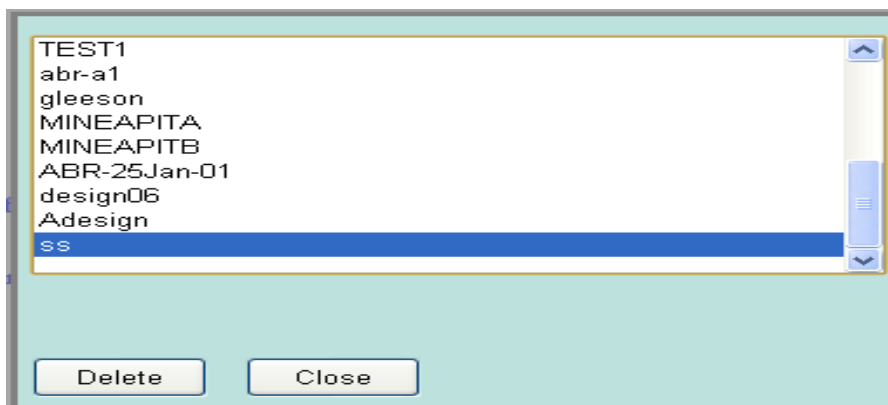 TEST1
abr-a1
gleeson
MINEAPITA
MINEAPITB
ABR-25Jan-01
design06
Adesign
ss
Delete Close